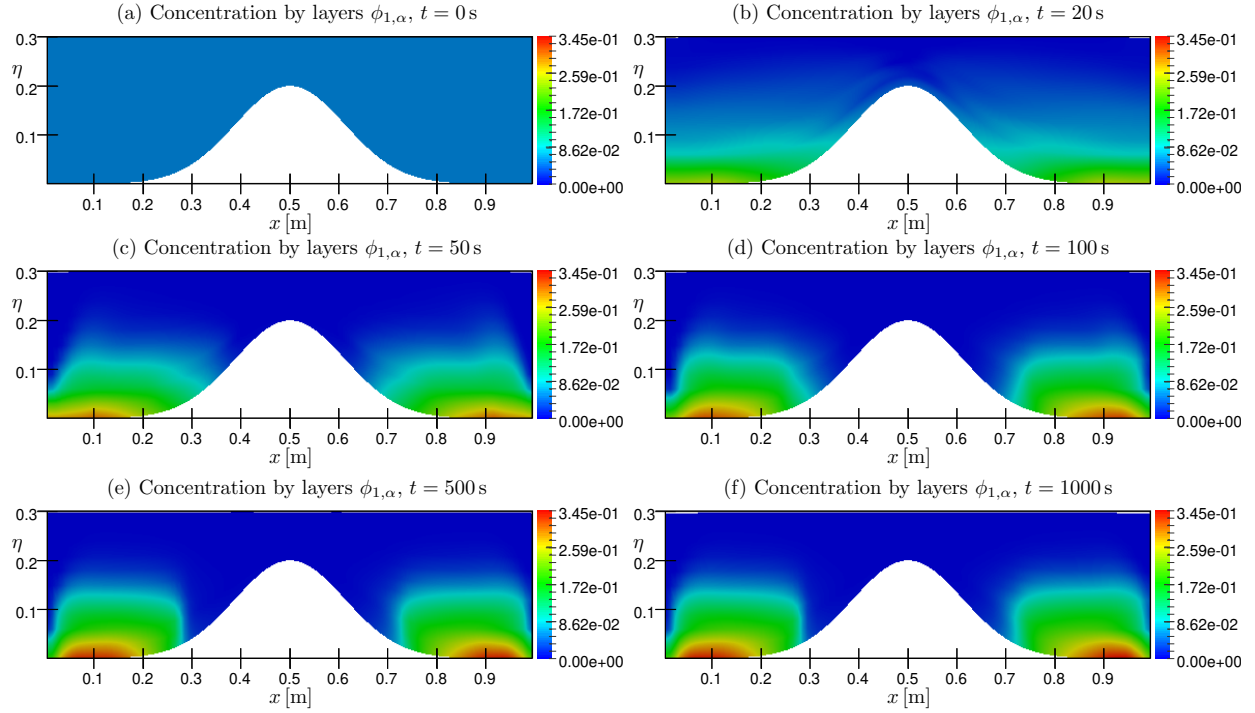 (a) Concentration by layers ϕ₁,α, t = 0 s
0.3
η
0.2
0.1
0.1 0.2 0.3 0.4 0.5 0.6 0.7 0.8 0.9
x [m]
3.45e-01
2.59e-01
1.72e-01
8.62e-02
0.00e+00
(b) Concentration by layers ϕ₁,α, t = 20 s
0.3
η
0.2
0.1
0.1 0.2 0.3 0.4 0.5 0.6 0.7 0.8 0.9
x [m]
3.45e-01
2.59e-01
1.72e-01
8.62e-02
0.00e+00
(c) Concentration by layers ϕ₁,α, t = 50 s
0.3
η
0.2
0.1
0.1 0.2 0.3 0.4 0.5 0.6 0.7 0.8 0.9
x [m]
3.45e-01
2.59e-01
1.72e-01
8.62e-02
0.00e+00
(d) Concentration by layers ϕ₁,α, t = 100 s
0.3
η
0.2
0.1
0.1 0.2 0.3 0.4 0.5 0.6 0.7 0.8 0.9
x [m]
3.45e-01
2.59e-01
1.72e-01
8.62e-02
0.00e+00
(e) Concentration by layers ϕ₁,α, t = 500 s
0.3
η
0.2
0.1
0.1 0.2 0.3 0.4 0.5 0.6 0.7 0.8 0.9
x [m]
3.45e-01
2.59e-01
1.72e-01
8.62e-02
0.00e+00
(f) Concentration by layers ϕ₁,α, t = 1000 s
0.3
η
0.2
0.1
0.1 0.2 0.3 0.4 0.5 0.6 0.7 0.8 0.9
x [m]
3.45e-01
2.59e-01
1.72e-01
8.62e-02
0.00e+00